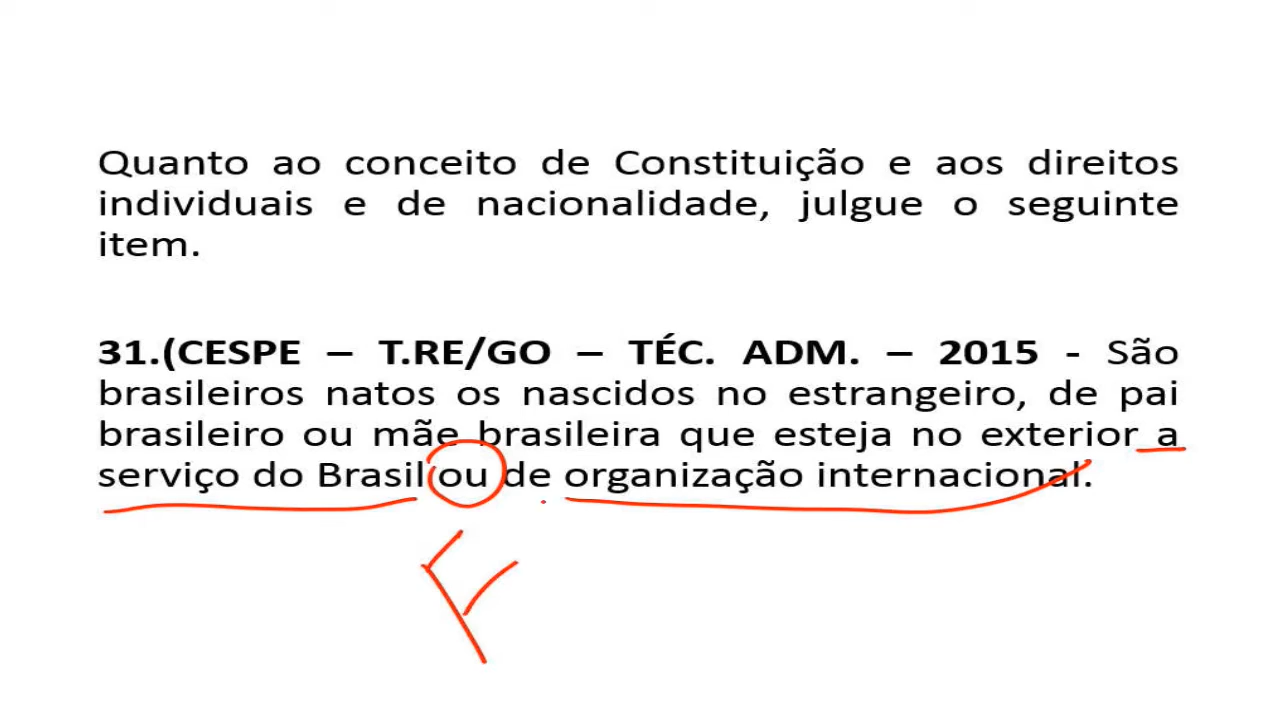 Quanto ao conceito de Constituição e aos direitos
individuais e de nacionalidade, julgue o seguinte
item.
31.(CESPE – T.RE/GO – TÉC. ADM. – 2015 - São
brasileiros natos os nascidos no estrangeiro, de pai
brasileiro ou mãe brasileira que esteja no exterior a
serviço do Brasil ou de organização internacional.
F